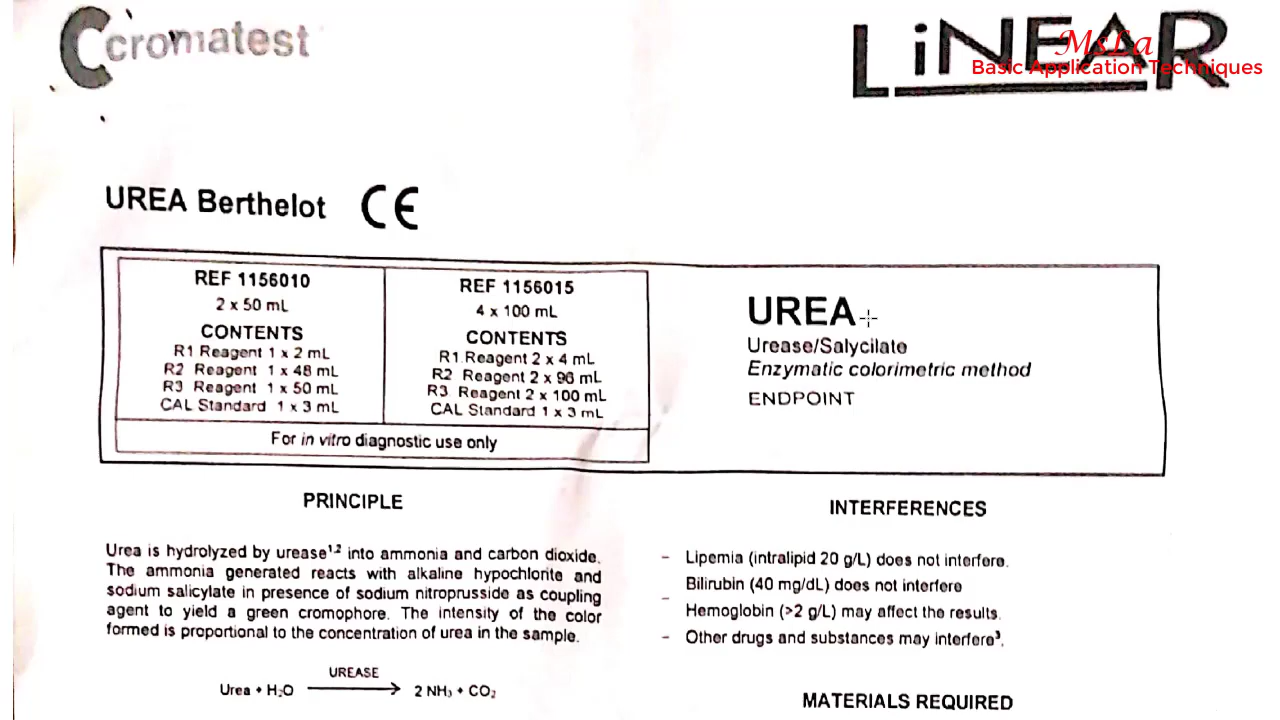 cromatest
LiNEAR
MsLa
Basic Application Techniques
UREA Berthelot CE
REF 1156010
2 x 50 mL
CONTENTS
R1 Reagent 1 x 2 mL
R2 Reagent 1 x 48 mL
R3 Reagent 1 x 50 mL
CAL Standard 1 x 3 mL
REF 1156015
4 x 100 mL
CONTENTS
R1 Reagent 2 x 4 mL
R2 Reagent 2 x 96 mL
R3 Reagent 2 x 100 mL
CAL Standard 1 x 3 mL
For in vitro diagnostic use only
UREA
Urease/Salycilate
Enzymatic colorimetric method
ENDPOINT
PRINCIPLE
Urea is hydrolyzed by urease¹·² into ammonia and carbon dioxide.
The ammonia generated reacts with alkaline hypochlorite and
sodium salicylate in presence of sodium nitroprusside as coupling
agent to yield a green cromophore. The intensity of the color
formed is proportional to the concentration of urea in the sample.
UREASE
Urea + H₂O → 2 NH₃ + CO₂
INTERFERENCES
- Lipemia (intralipid 20 g/L) does not interfere.
- Bilirubin (40 mg/dL) does not interfere
- Hemoglobin (>2 g/L) may affect the results.
- Other drugs and substances may interfere³.
MATERIALS REQUIRED